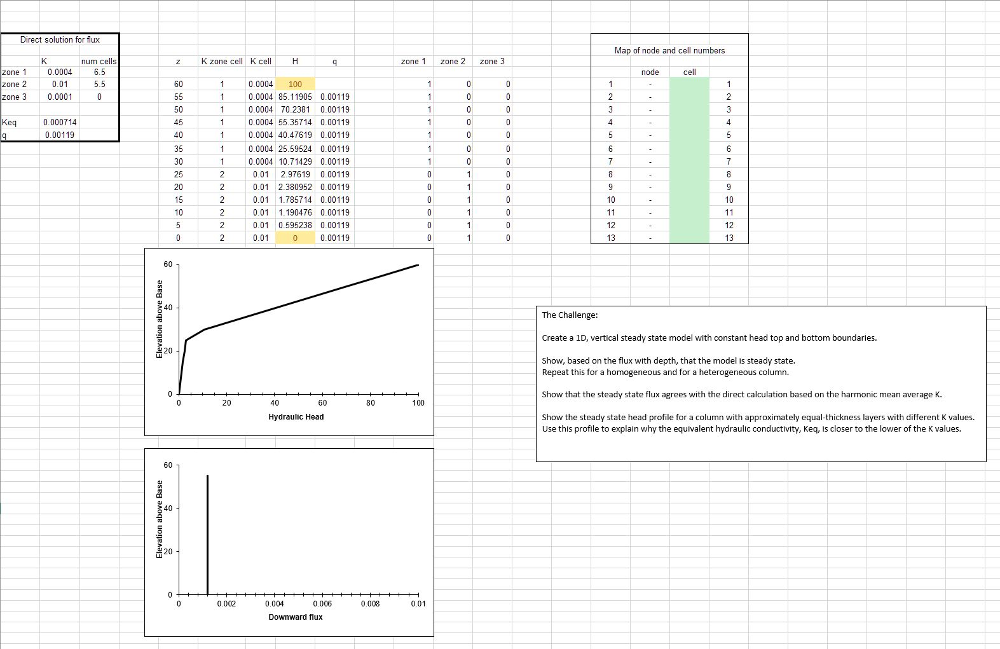 Direct solution for flux
K num cells
zone 1 0.0004 6.5
zone 2 0.01 5.5
zone 3 0.0001 0
Keq 0.000714
q 0.00119
z K zone cell K cell H q zone 1 zone 2 zone 3
60 1 0.0004 100 1 0 0
55 1 0.0004 85.11905 0.00119 1 0 0
50 1 0.0004 70.2381 0.00119 1 0 0
45 1 0.0004 55.35714 0.00119 1 0 0
40 1 0.0004 40.47619 0.00119 1 0 0
35 1 0.0004 25.59524 0.00119 1 0 0
30 1 0.0004 10.71429 0.00119 1 0 0
25 2 0.01 2.97619 0.00119 0 1 0
20 2 0.01 2.380952 0.00119 0 1 0
15 2 0.01 1.785714 0.00119 0 1 0
10 2 0.01 1.190476 0.00119 0 1 0
5 2 0.01 0.595238 0.00119 0 1 0
0 2 0.01 0 0.00119 0 1 0
Map of node and cell numbers
node cell
1 - 1
2 - 2
3 - 3
4 - 4
5 - 5
6 - 6
7 - 7
8 - 8
9 - 9
10 - 10
11 - 11
12 - 12
13 - 13
60
40
20
0
Elevation above Base
0 20 40 60 80 100
Hydraulic Head
The Challenge:
Create a 1D, vertical steady state model with constant head top and bottom boundaries.
Show, based on the flux with depth, that the model is steady state.
Repeat this for a homogeneous and for a heterogeneous column.
Show that the steady state flux agrees with the direct calculation based on the harmonic mean average K.
Show the steady state head profile for a column with approximately equal-thickness layers with different K values.
Use this profile to explain why the equivalent hydraulic conductivity, Keq, is closer to the lower of the K values.
60
40
20
0
Elevation above Base
0 0.002 0.004 0.006 0.008 0.01
Downward flux